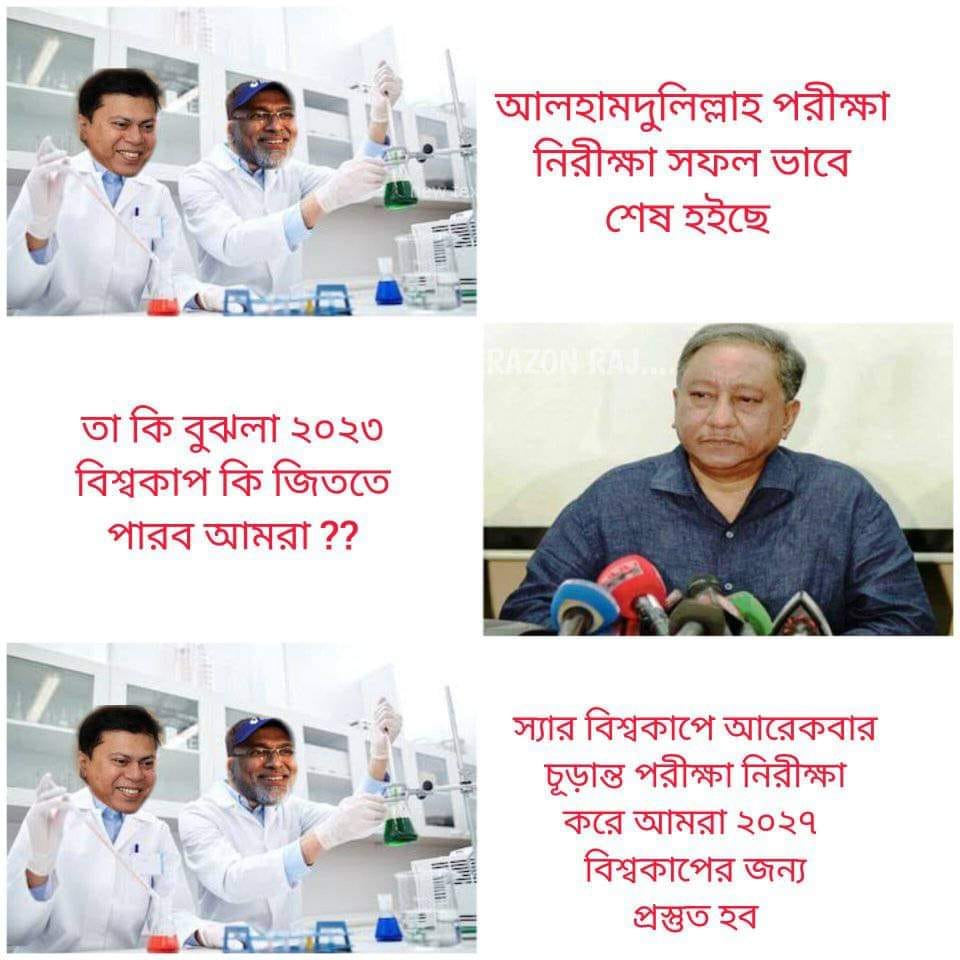 আলহামদুলিল্লাহ পরীক্ষা
নিরীক্ষা সফল ভাবে
শেষ হইছে
RAZON RAJ....
তা কি বুঝলা ২০২৩
বিশ্বকাপ কি জিততে
পারব আমরা ??
স্যার বিশ্বকাপে আরেকবার
চূড়ান্ত পরীক্ষা নিরীক্ষা
করে আমরা ২০২৭
বিশ্বকাপের জন্য
প্রস্তুত হব